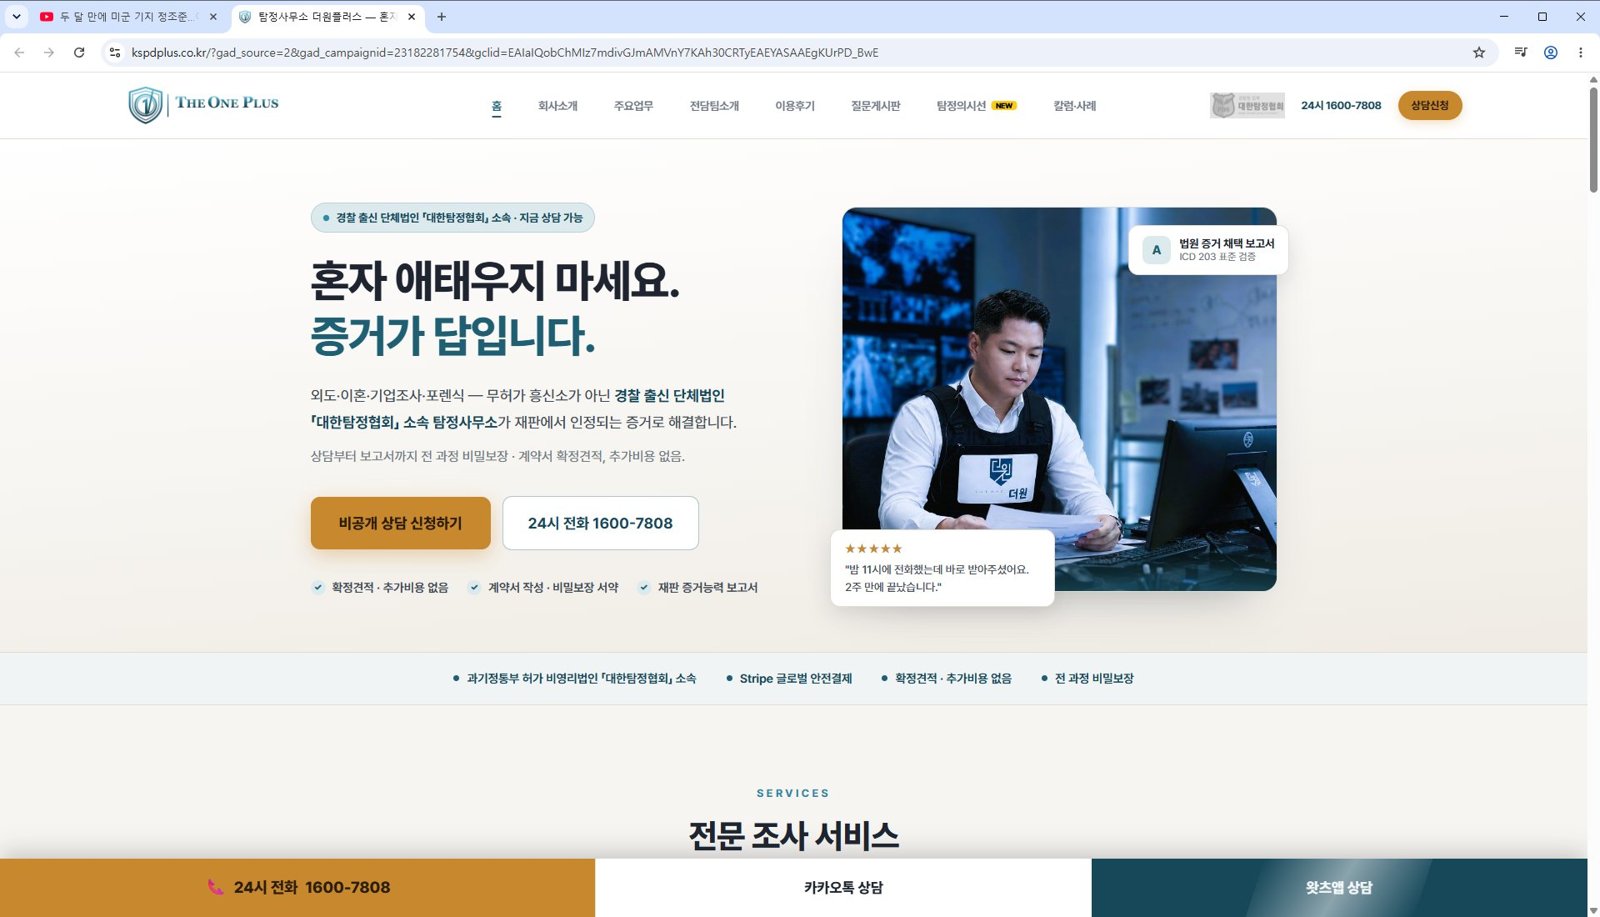 두 달 만에 미군 기지 정조준...
탐정사무소 더원플러스 — 혼자
kspdplus.co.kr/?gad_source=2&gad_campaignid=23182281754&gclid=EAIaIQobChMIz7mdivGJmAMVnY7KAh30CRTyEAEYASAAEgKUrPD_BwE
THE ONE PLUS
홈 회사소개 주요업무 전담팀소개 이용후기 질문게시판 탐정의시선 NEW 칼럼·사례
대한탐정협회
24시 1600-7808
상담신청
경찰 출신 단체법인 「대한탐정협회」 소속 · 지금 상담 가능
혼자 애태우지 마세요.
증거가 답입니다.
외도·이혼·기업조사·포렌식 — 무허가 흥신소가 아닌 경찰 출신 단체법인
「대한탐정협회」 소속 탐정사무소가 재판에서 인정되는 증거로 해결합니다.
상담부터 보고서까지 전 과정 비밀보장 · 계약서 확정견적, 추가비용 없음.
비공개 상담 신청하기
24시 전화 1600-7808
확정견적 · 추가비용 없음
계약서 작성 · 비밀보장 서약
재판 증거능력 보고서
A
법원 증거 채택 보고서
ICD 203 표준 검증
더원
더원
★★★★★
"밤 11시에 전화했는데 바로 받아주셨어요.
2주 만에 끝났습니다."
과기정통부 허가 비영리법인 「대한탐정협회」 소속
Stripe 글로벌 안전결제
확정견적 · 추가비용 없음
전 과정 비밀보장
SERVICES
전문 조사 서비스
24시 전화 1600-7808
카카오톡 상담
왓츠앱 상담